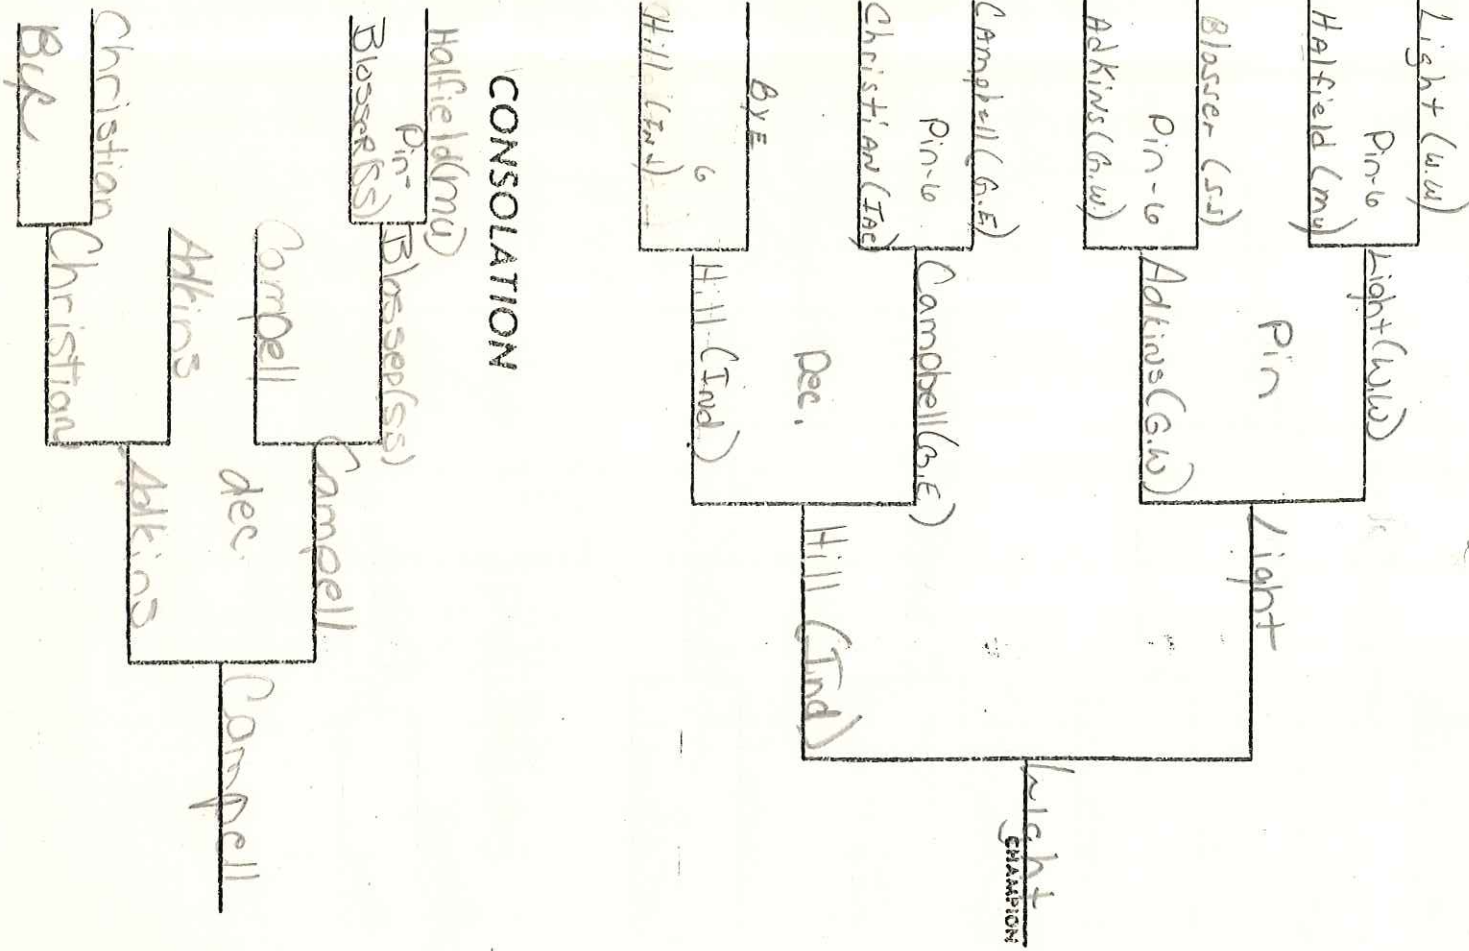 Light (W.W)
Pin-6
HAlfield (mu)
Light (W.W)
Pin
Blosser (S.S)
Pin-6
AdKins (G.W.)
Adkins (G.W)
Light
CAmpbell (G.E)
Pin-6
ChristiAN (IAC)
Campbell (G.E)
Dec.
ByE
6
Hill (IND)
Hill (Ind)
Hill (Ind)
Light
CHAMPION
CONSOLATION
Halfield (mu)
Pin-
Blosser (SS)
Blosser (SS)
Campell
Campell
dec.
Adkins
Christian
Bye
Christian
Adkins
Campell